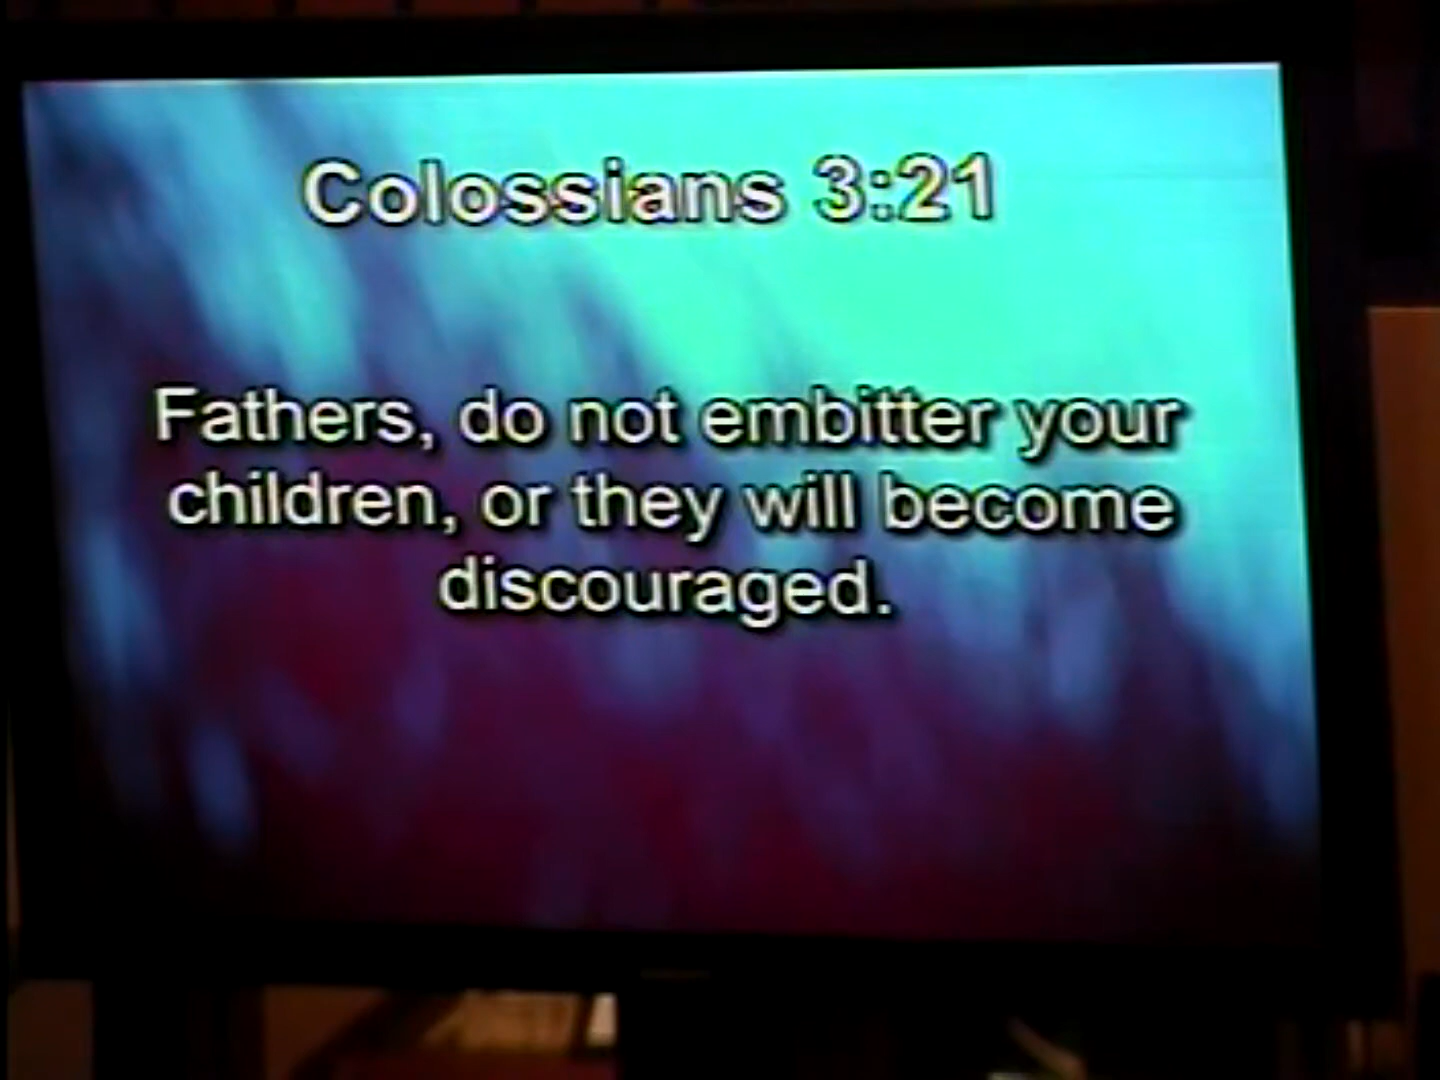 Colossians 3:21
Fathers, do not embitter your
children, or they will become
discouraged.